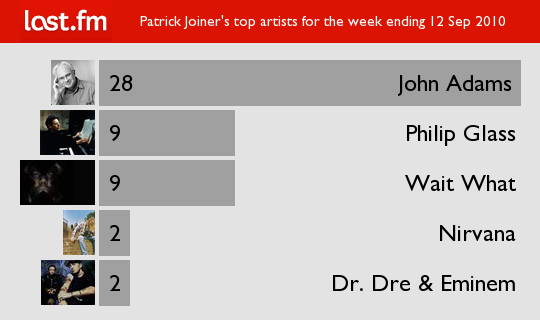 last.fm
Patrick Joiner's top artists for the week ending 12 Sep 2010
28 John Adams
9 Philip Glass
9 Wait What
2 Nirvana
2 Dr. Dre & Eminem